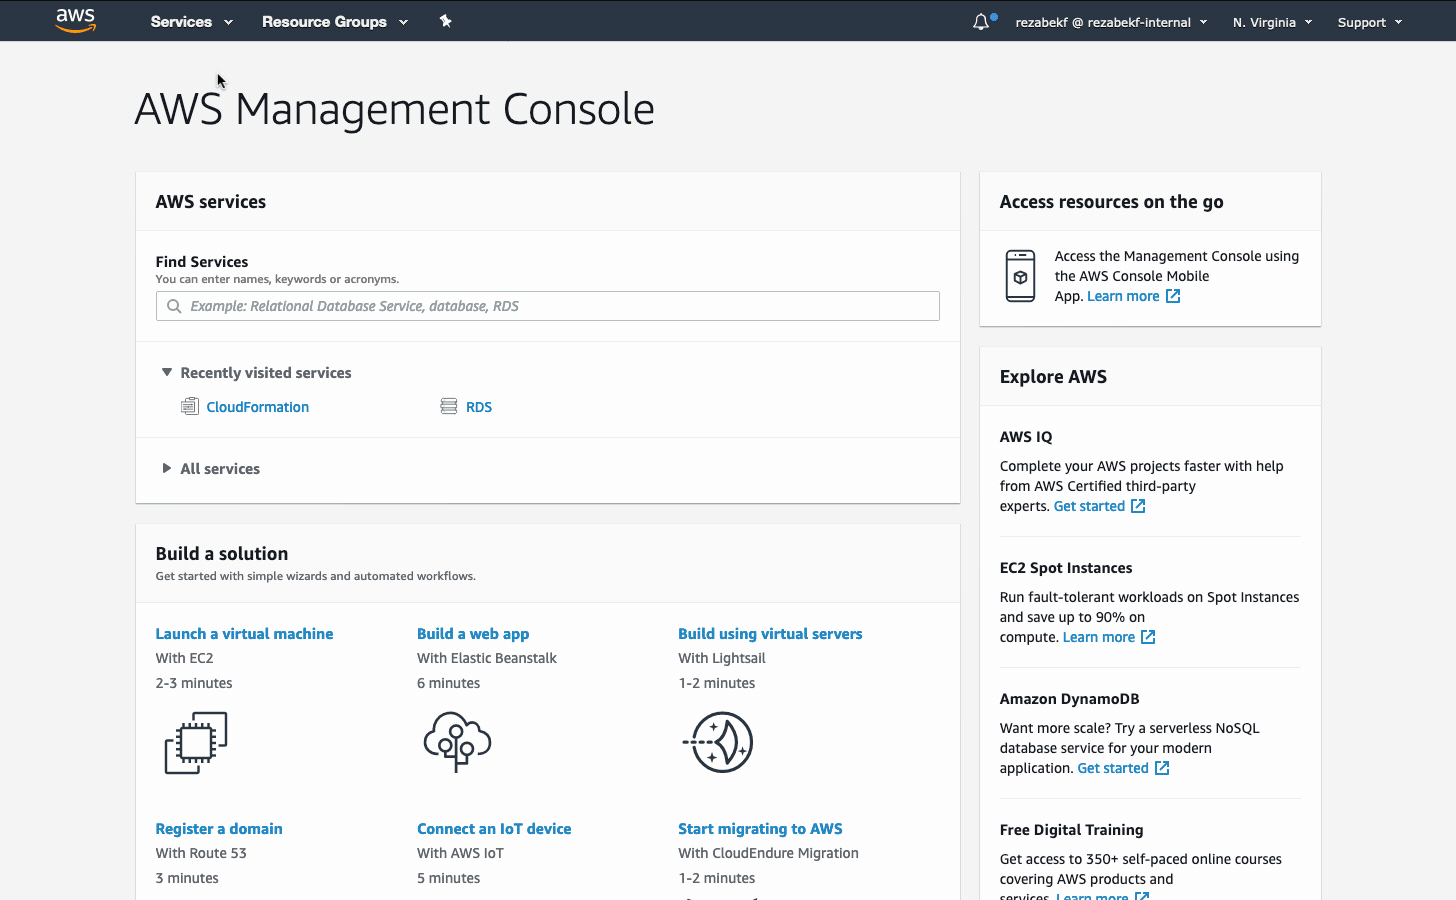 aws
Services
Resource Groups
rezabekf @ rezabekf-internal
N. Virginia
Support
AWS Management Console
AWS services
Find Services
You can enter names, keywords or acronyms.
Example: Relational Database Service, database, RDS
Recently visited services
CloudFormation
RDS
All services
Build a solution
Get started with simple wizards and automated workflows.
Launch a virtual machine
With EC2
2-3 minutes
Build a web app
With Elastic Beanstalk
6 minutes
Build using virtual servers
With Lightsail
1-2 minutes
Register a domain
With Route 53
3 minutes
Connect an IoT device
With AWS IoT
5 minutes
Start migrating to AWS
With CloudEndure Migration
1-2 minutes
Access resources on the go
Access the Management Console using
the AWS Console Mobile
App. Learn more
Explore AWS
AWS IQ
Complete your AWS projects faster with help
from AWS Certified third-party
experts. Get started
EC2 Spot Instances
Run fault-tolerant workloads on Spot Instances
and save up to 90% on
compute. Learn more
Amazon DynamoDB
Want more scale? Try a serverless NoSQL
database service for your modern
application. Get started
Free Digital Training
Get access to 350+ self-paced online courses
covering AWS products and
services. Learn more